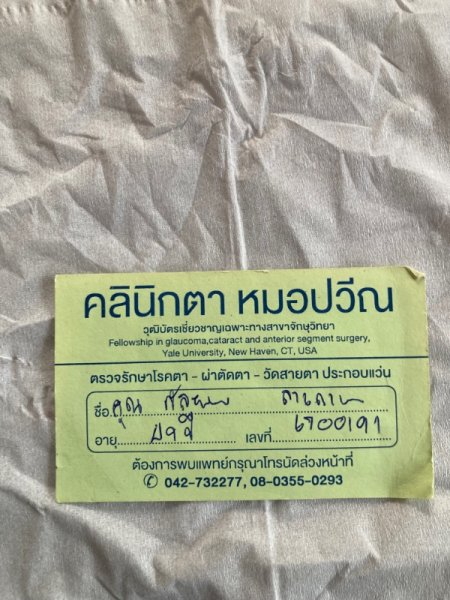 คลินิกตา หมอปวีณ
วุฒิบัตรเชี่ยวชาญเฉพาะทางสาขาจักษุวิทยา
Fellowship in glaucoma,cataract and anterior segment surgery,
Yale University, New Haven, CT, USA
ตรวจรักษาโรคตา - ผ่าตัดตา - วัดสายตา ประกอบแว่น
ชื่อ คุณ
อายุ เลขที่
ต้องการพบแพทย์กรุณาโทรนัดล่วงหน้าที่
✆ 042-732277, 08-0355-0293